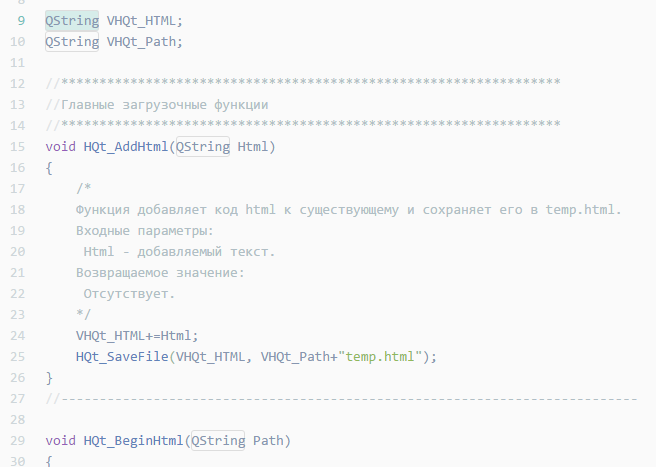 8
9 QString VHQt_HTML;
10 QString VHQt_Path;
11
12 //*****************************************************************
13 //Главные загрузочные функции
14 //*****************************************************************
15 void HQt_AddHtml(QString Html)
16 {
17 /*
18 Функция добавляет код html к существующему и сохраняет его в temp.html.
19 Входные параметры:
20 Html - добавляемый текст.
21 Возвращаемое значение:
22 Отсутствует.
23 */
24 VHQt_HTML+=Html;
25 HQt_SaveFile(VHQt_HTML, VHQt_Path+"temp.html");
26 }
27 //---------------------------------------------------------------------------
28
29 void HQt_BeginHtml(QString Path)
30 {